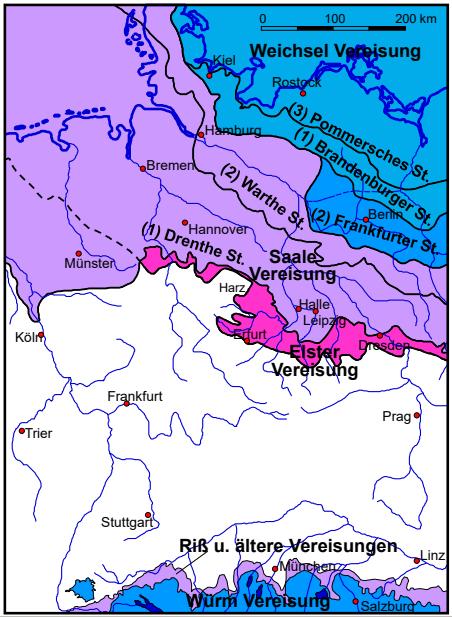 0 100 200 km
Weichsel Vereisung
Kiel
Rostock
(3) Pommersches St.
Hamburg
(1) Brandenburger St.
Bremen
(2) Warthe St.
Berlin
(2) Frankfurter St.
Hannover
(1) Drenthe St.
Saale
Vereisung
Münster
Harz
Halle
Leipzig
Köln
Erfurt
Dresden
Elster
Vereisung
Frankfurt
Prag
Trier
Stuttgart
Riß u. ältere Vereisungen
Linz
München
Würm Vereisung
Salzburg